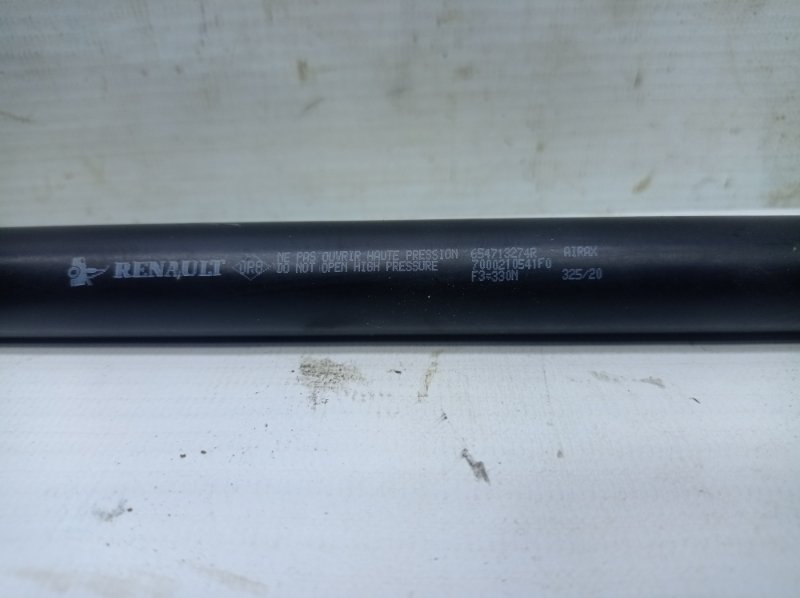 RENAULT
NE PAS OUVRIR HAUTE PRESSION 654713274R AIRAX
DO NOT OPEN HIGH PRESSURE 7000210541F0
F3=330N 325/20